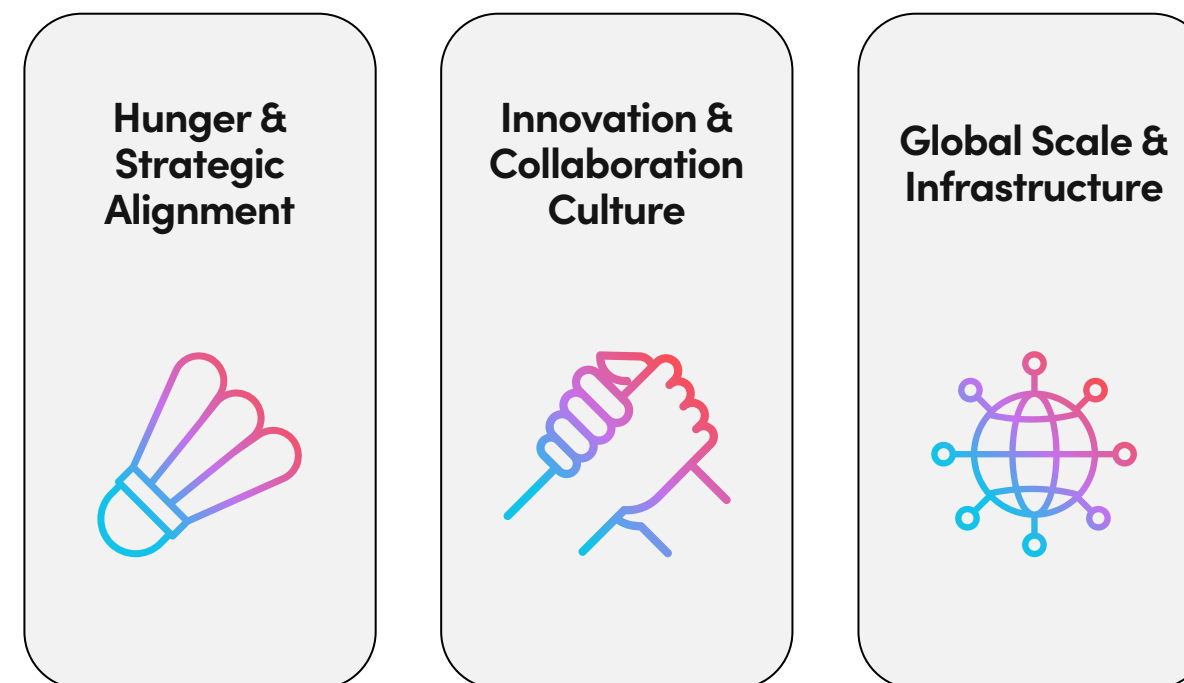 Hunger &
Strategic
Alignment
Innovation &
Collaboration
Culture
Global Scale &
Infrastructure